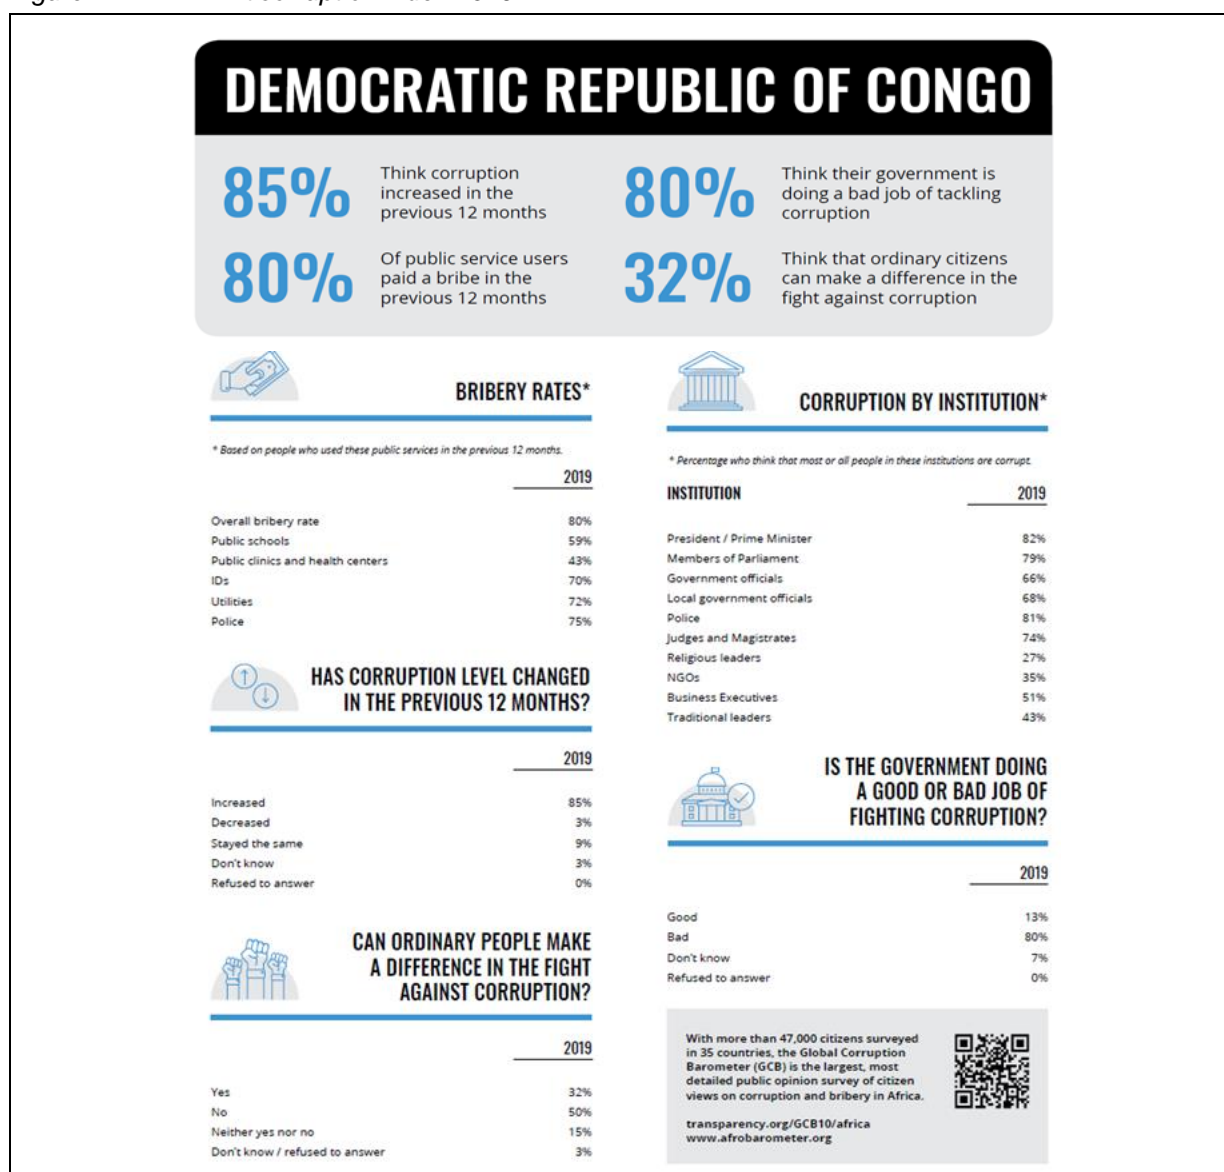 DEMOCRATIC REPUBLIC OF CONGO
85%
Think corruption
increased in the
previous 12 months
80%
Think their government is
doing a bad job of tackling
corruption
80%
Of public service users
paid a bribe in the
previous 12 months
32%
Think that ordinary citizens
can make a difference in the
fight against corruption
BRIBERY RATES*
* Based on people who used these public services in the previous 12 months.
2019
Overall bribery rate 80%
Public schools 59%
Public clinics and health centers 43%
IDs 70%
Utilities 72%
Police 75%
HAS CORRUPTION LEVEL CHANGED
IN THE PREVIOUS 12 MONTHS?
2019
Increased 85%
Decreased 3%
Stayed the same 9%
Don't know 3%
Refused to answer 0%
CAN ORDINARY PEOPLE MAKE
A DIFFERENCE IN THE FIGHT
AGAINST CORRUPTION?
2019
Yes 32%
No 50%
Neither yes nor no 15%
Don't know / refused to answer 3%
CORRUPTION BY INSTITUTION*
* Percentage who think that most or all people in these institutions are corrupt.
INSTITUTION 2019
President / Prime Minister 82%
Members of Parliament 79%
Government officials 66%
Local government officials 68%
Police 81%
Judges and Magistrates 74%
Religious leaders 27%
NGOs 35%
Business Executives 51%
Traditional leaders 43%
IS THE GOVERNMENT DOING
A GOOD OR BAD JOB OF
FIGHTING CORRUPTION?
2019
Good 13%
Bad 80%
Don't know 7%
Refused to answer 0%
With more than 47,000 citizens surveyed
in 35 countries, the Global Corruption
Barometer (GCB) is the largest, most
detailed public opinion survey of citizen
views on corruption and bribery in Africa.
transparency.org/GCB10/africa
www.afrobarometer.org